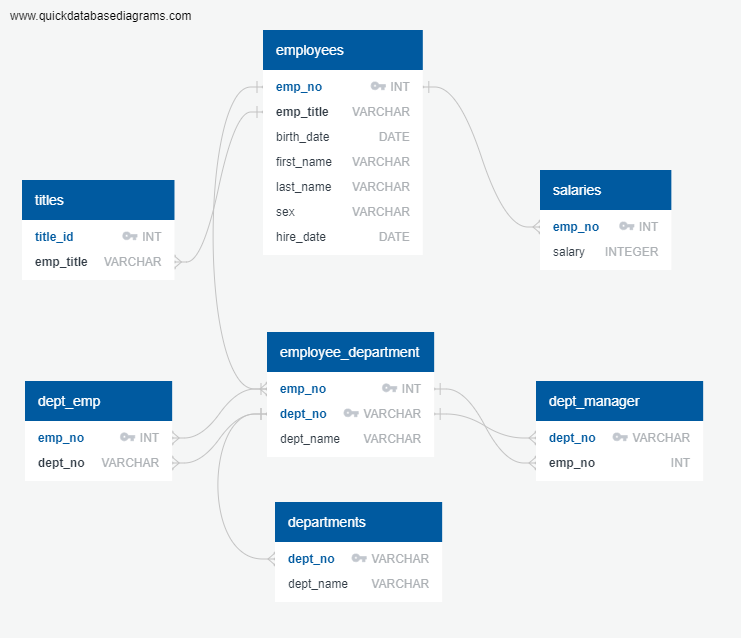 www.quickdatabasediagrams.com
employees
emp_no INT
emp_title VARCHAR
birth_date DATE
first_name VARCHAR
last_name VARCHAR
sex VARCHAR
hire_date DATE
titles
title_id INT
emp_title VARCHAR
salaries
emp_no INT
salary INTEGER
employee_department
emp_no INT
dept_no VARCHAR
dept_name VARCHAR
dept_emp
emp_no INT
dept_no VARCHAR
dept_manager
dept_no VARCHAR
emp_no INT
departments
dept_no VARCHAR
dept_name VARCHAR